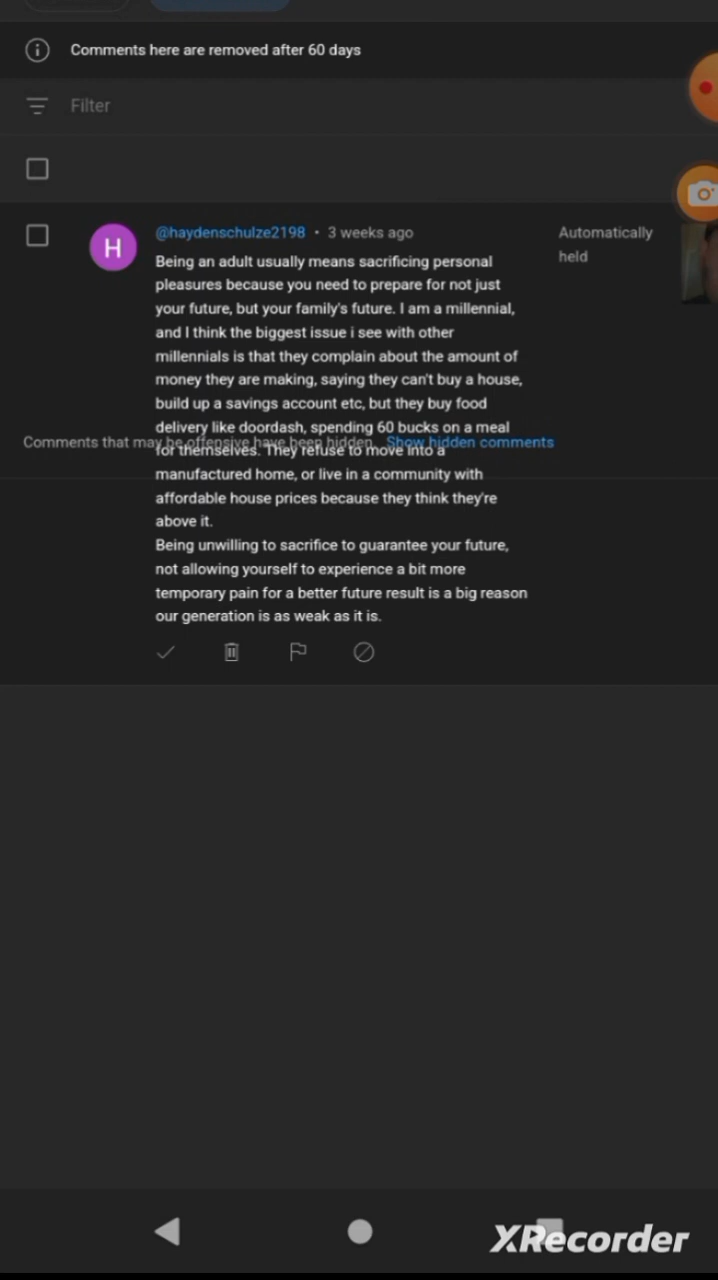 Comments here are removed after 60 days
Filter
@haydenschulze2198 • 3 weeks ago
Automatically
held
H
Being an adult usually means sacrificing personal
pleasures because you need to prepare for not just
your future, but your family's future. I am a millennial,
and I think the biggest issue i see with other
millennials is that they complain about the amount of
money they are making, saying they can't buy a house,
build up a savings account etc, but they buy food
delivery like doordash, spending 60 bucks on a meal
Comments that may be offensive have been hidden. Show hidden comments
for themselves. They refuse to move into a
manufactured home, or live in a community with
affordable house prices because they think they're
above it.
Being unwilling to sacrifice to guarantee your future,
not allowing yourself to experience a bit more
temporary pain for a better future result is a big reason
our generation is as weak as it is.
XRecorder